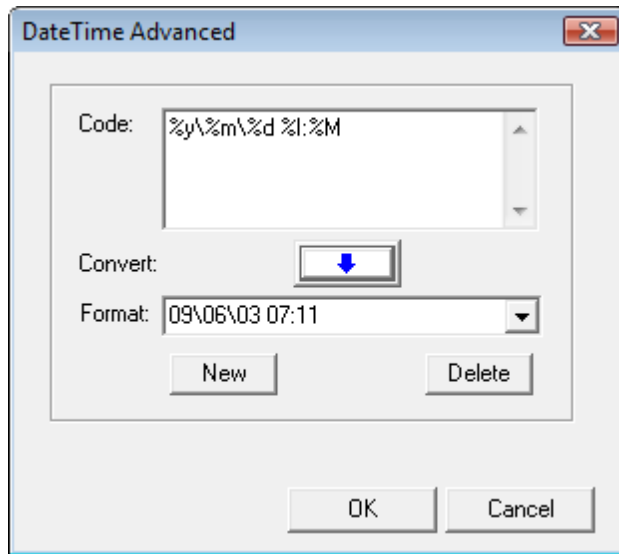 DateTime Advanced
Code:
%y\%m\%d %I:%M
Convert:
Format:
09\06\03 07:11
New
Delete
OK
Cancel